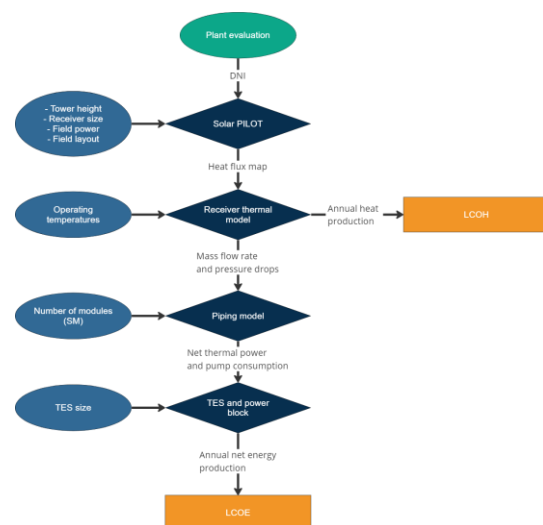 Plant evaluation
DNI
- Tower height
- Receiver size
- Field power
- Field layout
Solar PILOT
Heat flux map
Operating
temperatures
Receiver thermal
model
Annual heat
production
LCOH
Mass flow rate
and pressure drops
Number of modules
(SM)
Piping model
Net thermal power
and pump consumption
TES size
TES and power
block
Annual net energy
production
LCOE